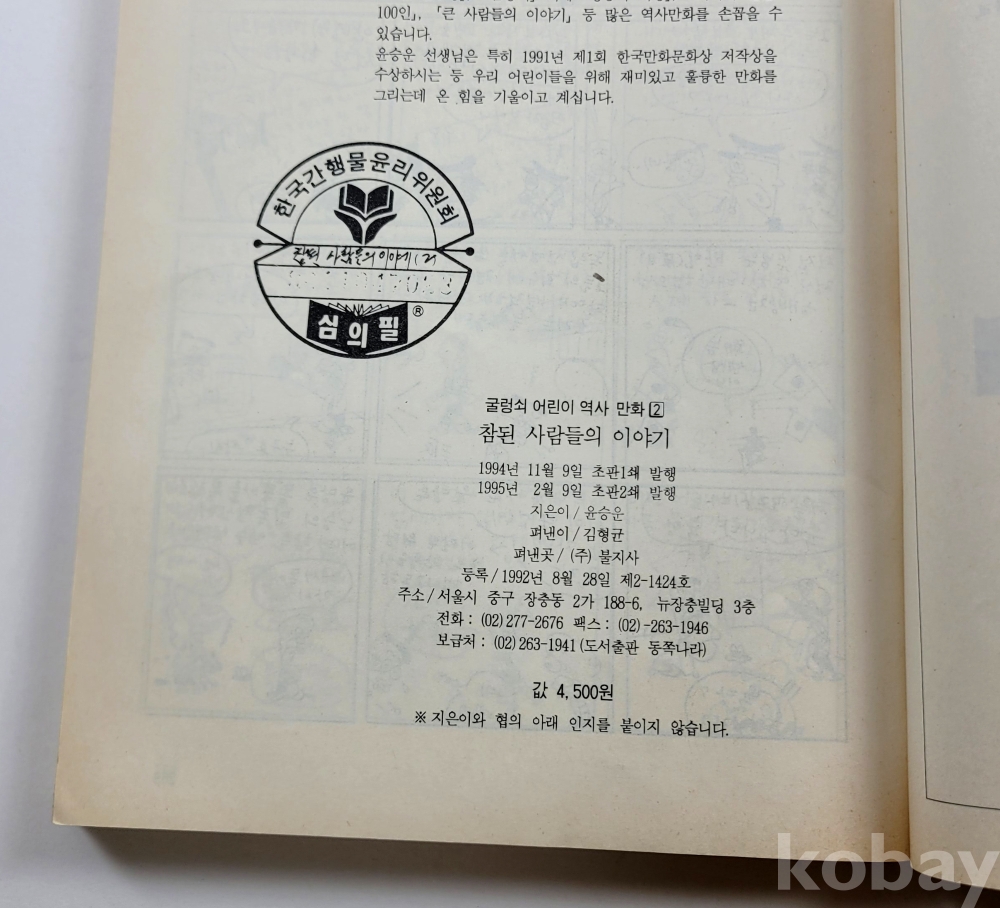 100인」, 「큰 사람들의 이야기」 등 많은 역사만화를 손꼽을 수
있습니다.
윤승운 선생님은 특히 1991년 제1회 한국만화문화상 저작상을
수상하시는 등 우리 어린이들을 위해 재미있고 훌륭한 만화를
그리는데 온 힘을 기울이고 계십니다.
한국간행물윤리위원회
참된 사람들의 이야기
심의필
®
굴렁쇠 어린이 역사 만화 2
참된 사람들의 이야기
1994년 11월 9일 초판1쇄 발행
1995년 2월 9일 초판2쇄 발행
지은이/윤승운
펴낸이/김형균
펴낸곳/(주) 불지사
등록/1992년 8월 28일 제2-1424호
주소/서울시 중구 장충동 2가 188-6, 뉴장충빌딩 3층
전화: (02)277-2676 팩스: (02)-263-1946
보급처: (02)263-1941(도서출판 동쪽나라)
값 4,500원
※지은이와 협의 아래 인지를 붙이지 않습니다.
kobay